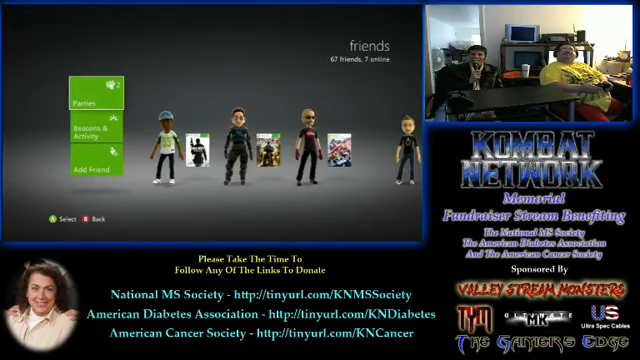 friends
67 friends, 7 online
2
Parties
Beacons &
Activity
Add Friend
A Select B Back
KOMBAT
NETWORK
Memorial
Fundraiser Stream Benefiting
The National MS Society
The American Diabetes Association
And The American Cancer Society
Sponsored By
VALLEY STREAM MONSTERS
TYM
ULTIMATE
MK
US
Ultra Spec Cables
THE GAMER'S EDGE
Please Take The Time To
Follow Any Of The Links To Donate
National MS Society - http://tinyurl.com/KNMSSociety
American Diabetes Association - http://tinyurl.com/KNDiabetes
American Cancer Society - http://tinyurl.com/KNCancer